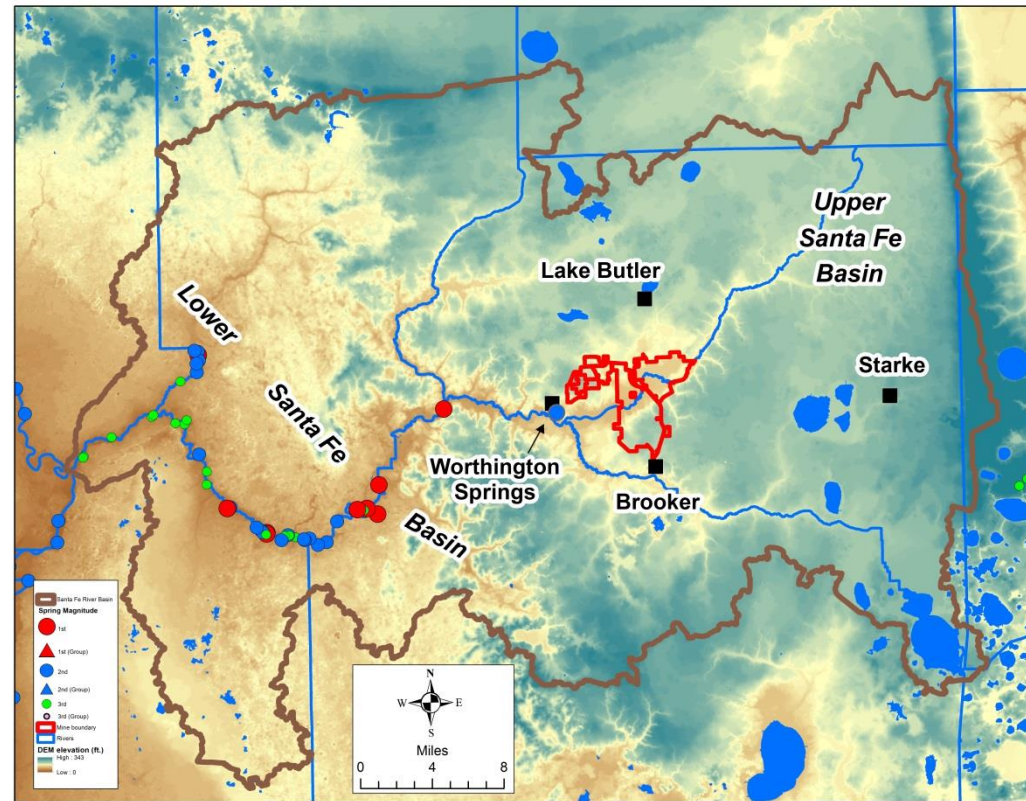 Upper
Santa Fe
Basin
Lake Butler
Lower
Starke
Santa Fe
Worthington
Springs
Brooker
Basin
Santa Fe River Basin
Spring Magnitude
1st
1st (Group)
2nd
2nd (Group)
3rd
3rd (Group)
Mine boundary
Rivers
DEM elevation (ft.)
High : 343
Low : 0
N
W E
S
Miles
0 4 8